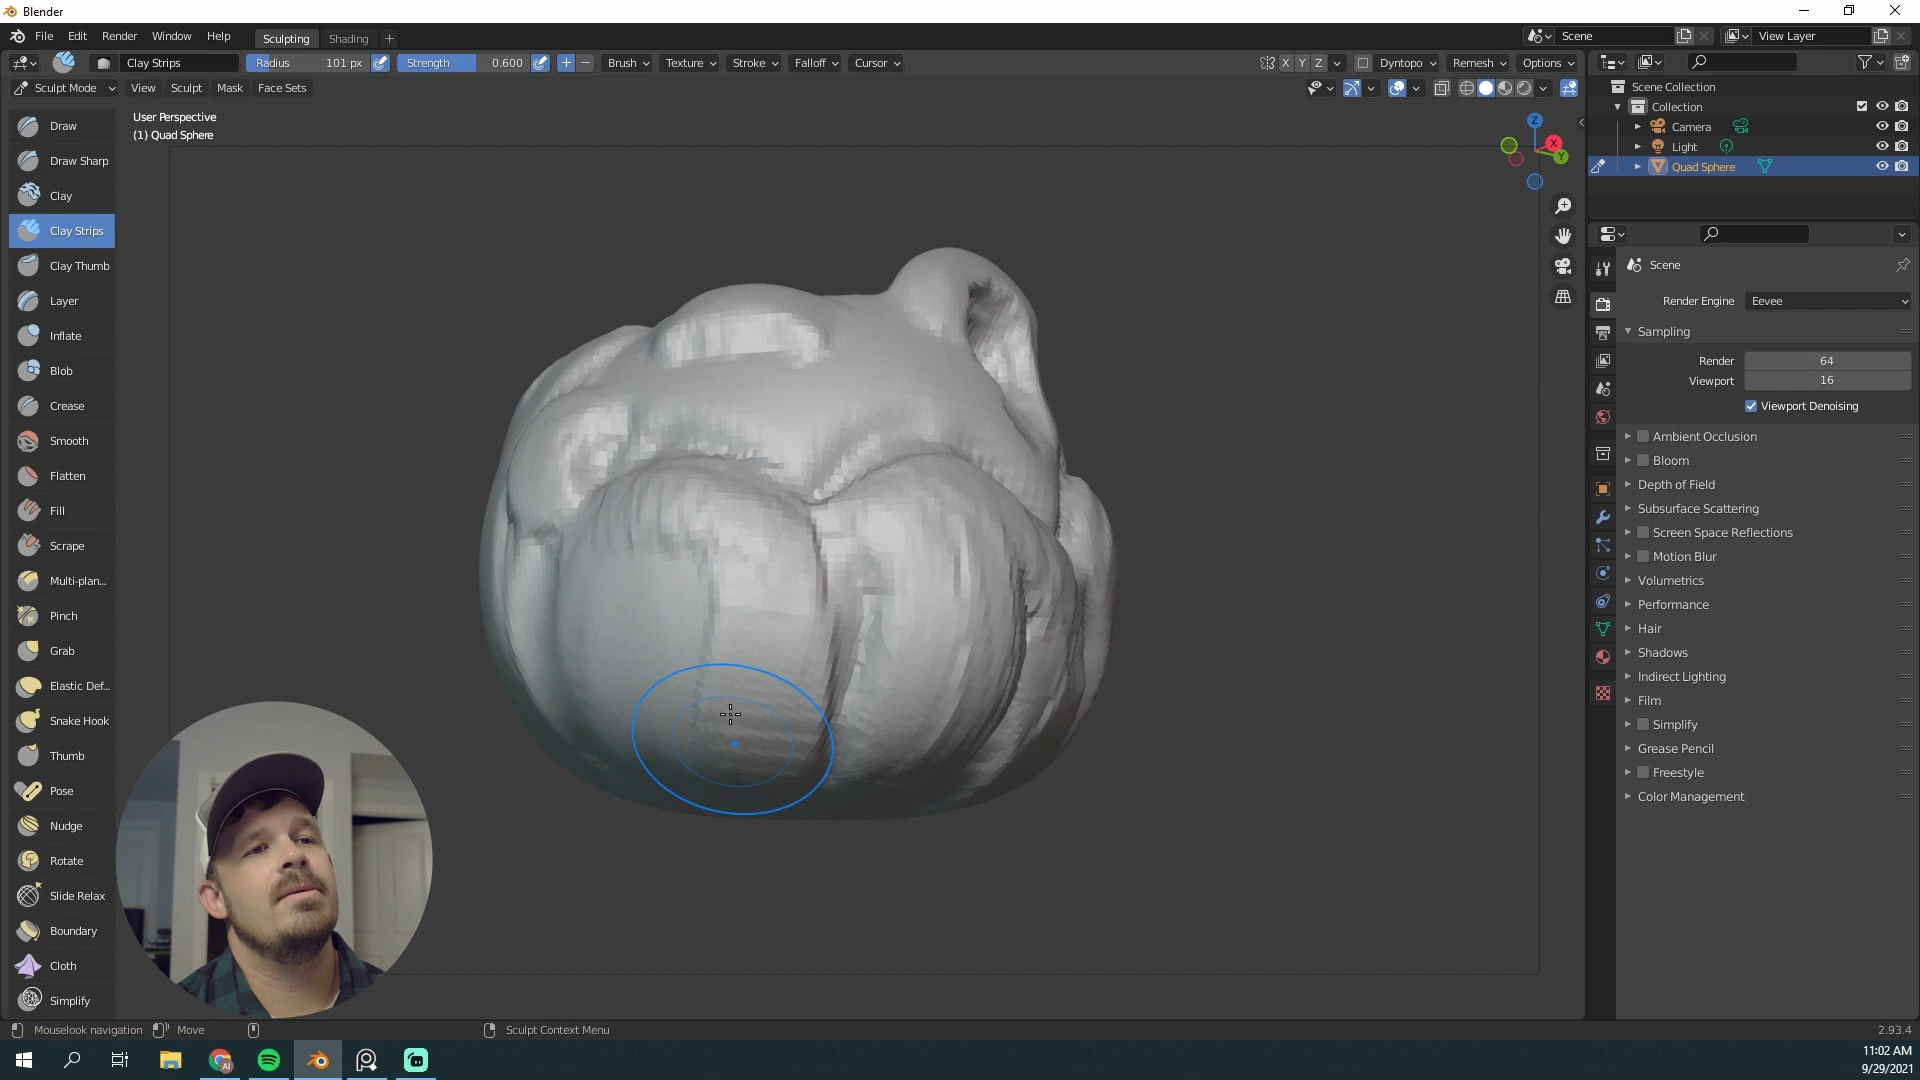 Blender
File Edit Render Window Help Sculpting Shading + Scene View Layer
Clay Strips Radius 101 px Strength 0.600 Brush Texture Stroke Falloff Cursor X Y Z Dyntopo Remesh Options
Sculpt Mode View Sculpt Mask Face Sets
User Perspective
(1) Quad Sphere
Z
X
Y
Draw
Draw Sharp
Clay
Clay Strips
Clay Thumb
Layer
Inflate
Blob
Crease
Smooth
Flatten
Fill
Scrape
Multi-plan...
Pinch
Grab
Elastic Def...
Snake Hook
Thumb
Pose
Nudge
Rotate
Slide Relax
Boundary
Cloth
Simplify
Scene Collection
Collection
Camera
Light
Quad Sphere
Scene
Render Engine Eevee
Sampling
Render 64
Viewport 16
Viewport Denoising
Ambient Occlusion
Bloom
Depth of Field
Subsurface Scattering
Screen Space Reflections
Motion Blur
Volumetrics
Performance
Hair
Shadows
Indirect Lighting
Film
Simplify
Grease Pencil
Freestyle
Color Management
Mouselook navigation Move Sculpt Context Menu 2.93.4
AI
11:02 AM
9/29/2021